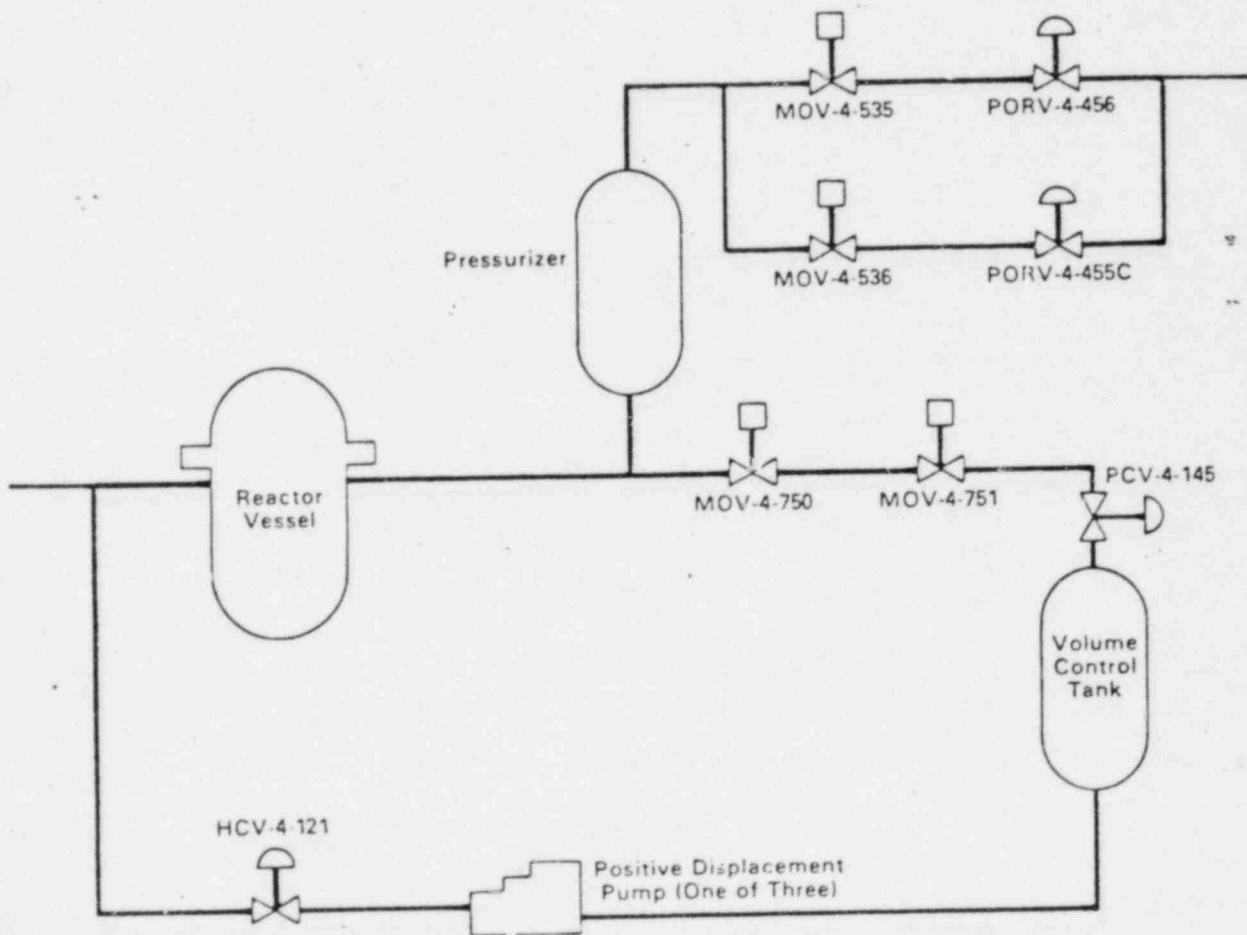 MOV-4-535
PORV-4-456
MOV-4-536
PORV-4-455C
Pressurizer
PCV-4-145
MOV-4-750
MOV-4-751
Reactor
Vessel
Volume
Control
Tank
HCV-4-121
Positive Displacement
Pump (One of Three)